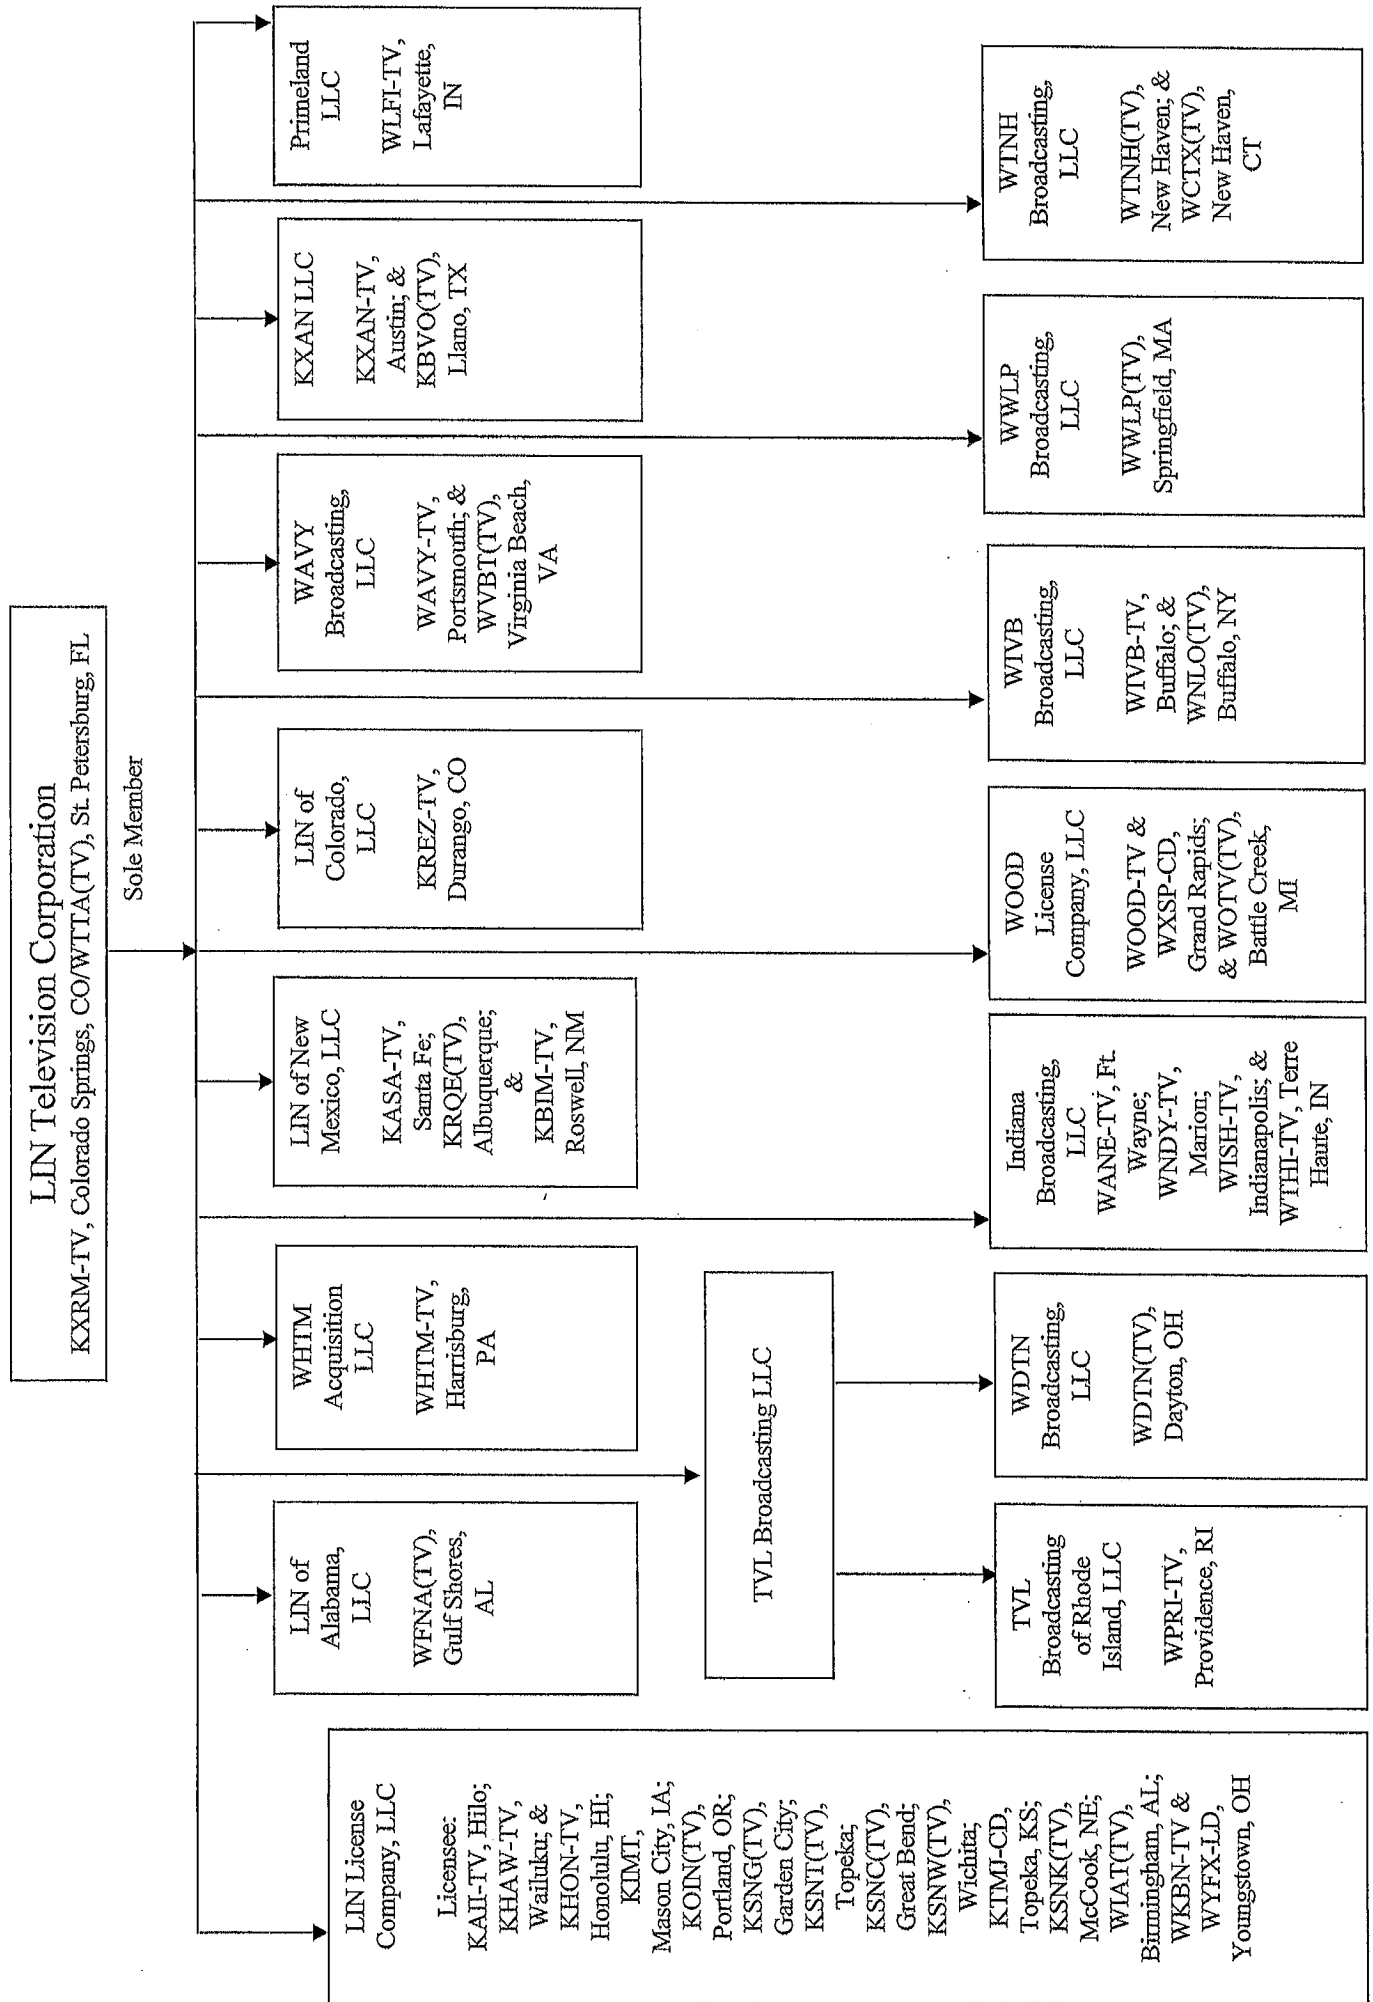 LIN Television Corporation
KXRM-TV, Colorado Springs, CO/WTTA(TV), St. Petersburg, FL
Sole Member
LIN License
Company, LLC
Licensee:
KAII-TV, Hilo;
KHAW-TV,
Wailuku; &
KHON-TV,
Honolulu, HI;
KIMT,
Mason City, IA;
KOIN(TV),
Portland, OR;
KSNG(TV),
Garden City;
KSNT(TV),
Topeka;
KSNC(TV),
Great Bend;
KSNW(TV),
Wichita;
KTMJ-CD,
Topeka, KS;
KSNK(TV),
McCook, NE;
WIAT(TV),
Birmingham, AL;
WKBN-TV &
WYFX-LD,
Youngstown, OH
LIN of
Alabama,
LLC
WFNA(TV),
Gulf Shores,
AL
WHTM
Acquisition
LLC
WHTM-TV,
Harrisburg,
PA
LIN of New
Mexico, LLC
KASA-TV,
Santa Fe;
KRQE(TV),
Albuquerque;
&
KBIM-TV,
Roswell, NM
LIN of
Colorado,
LLC
KREZ-TV,
Durango, CO
WAVY
Broadcasting,
LLC
WAVY-TV,
Portsmouth; &
WVBT(TV),
Virginia Beach,
VA
KXAN LLC
KXAN-TV,
Austin; &
KBVO(TV),
Llano, TX
Primeland
LLC
WLFI-TV,
Lafayette,
IN
TVL Broadcasting LLC
TVL
Broadcasting
of Rhode
Island, LLC
WPRI-TV,
Providence, RI
WDTN
Broadcasting,
LLC
WDTN(TV),
Dayton, OH
Indiana
Broadcasting,
LLC
WANE-TV, Ft.
Wayne;
WNDY-TV,
Marion;
WISH-TV,
Indianapolis; &
WTHI-TV, Terre
Haute, IN
WOOD
License
Company, LLC
WOOD-TV &
WXSP-CD,
Grand Rapids;
& WOTV(TV),
Battle Creek,
MI
WIVB
Broadcasting,
LLC
WIVB-TV,
Buffalo; &
WNLO(TV),
Buffalo, NY
WWLP
Broadcasting,
LLC
WWLP(TV),
Springfield, MA
WTNH
Broadcasting,
LLC
WTNH(TV),
New Haven; &
WCTX(TV),
New Haven,
CT